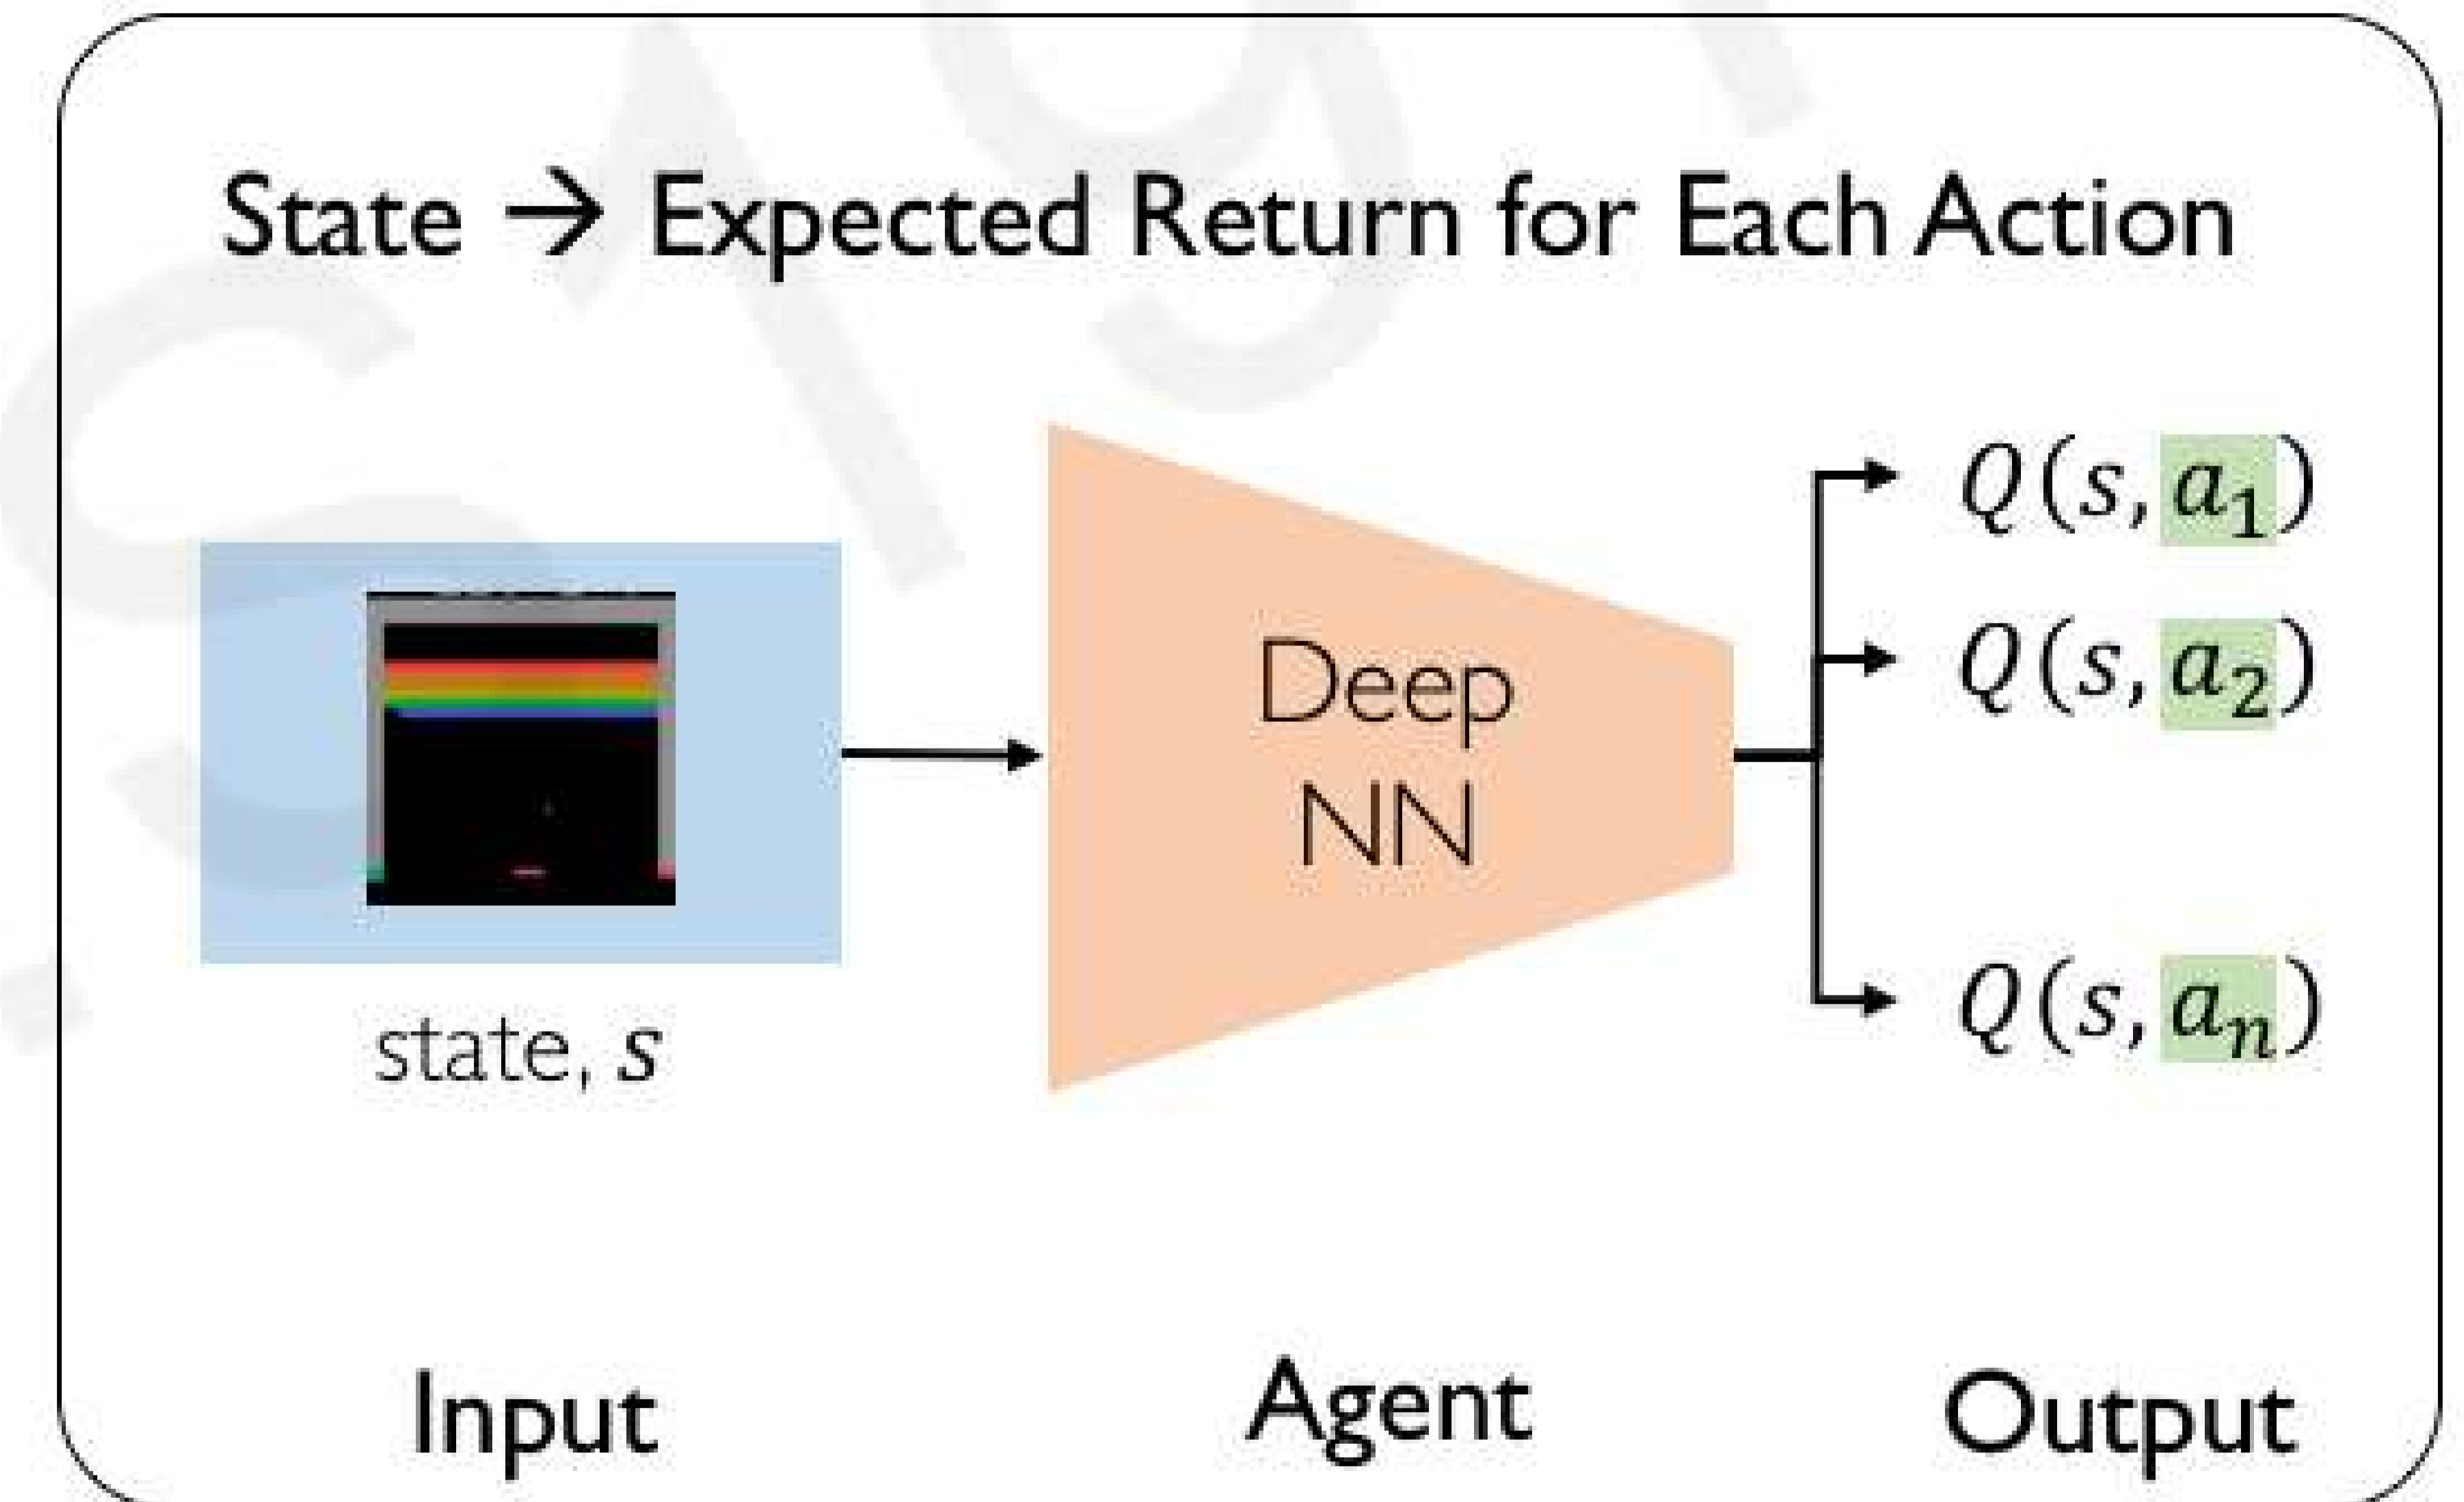 State → Expected Return for Each Action
Q(s, a₁)
Deep
NN
Q(s, a₂)
state, s
Q(s, aₙ)
Input
Agent
Output